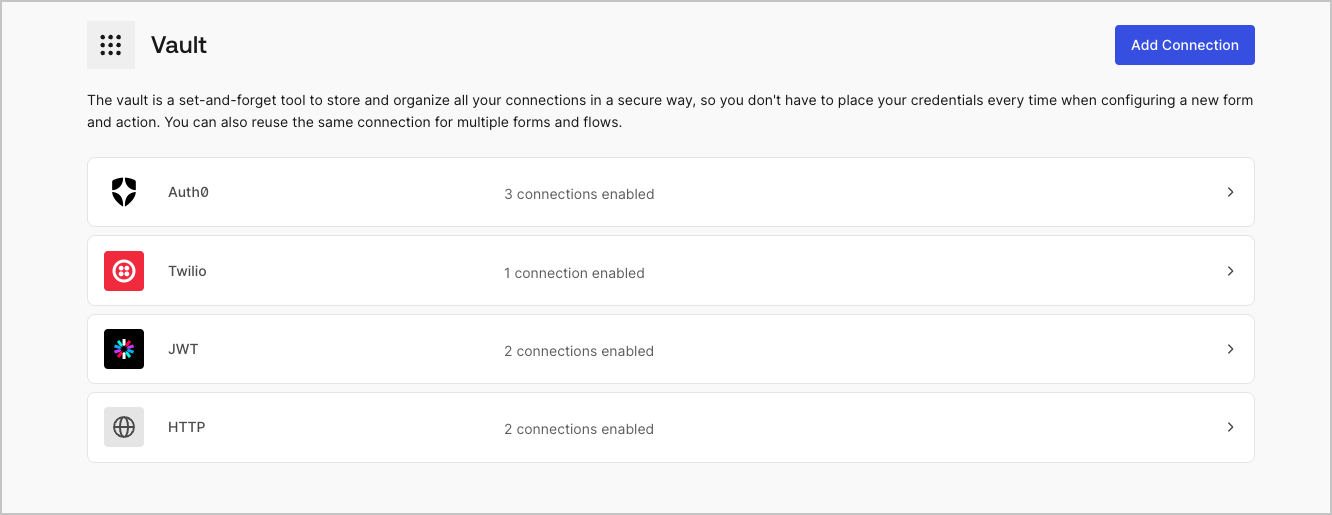 Vault
Add Connection
The vault is a set-and-forget tool to store and organize all your connections in a secure way, so you don't have to place your credentials every time when configuring a new form
and action. You can also reuse the same connection for multiple forms and flows.
Auth0 3 connections enabled
Twilio 1 connection enabled
JWT 2 connections enabled
HTTP 2 connections enabled